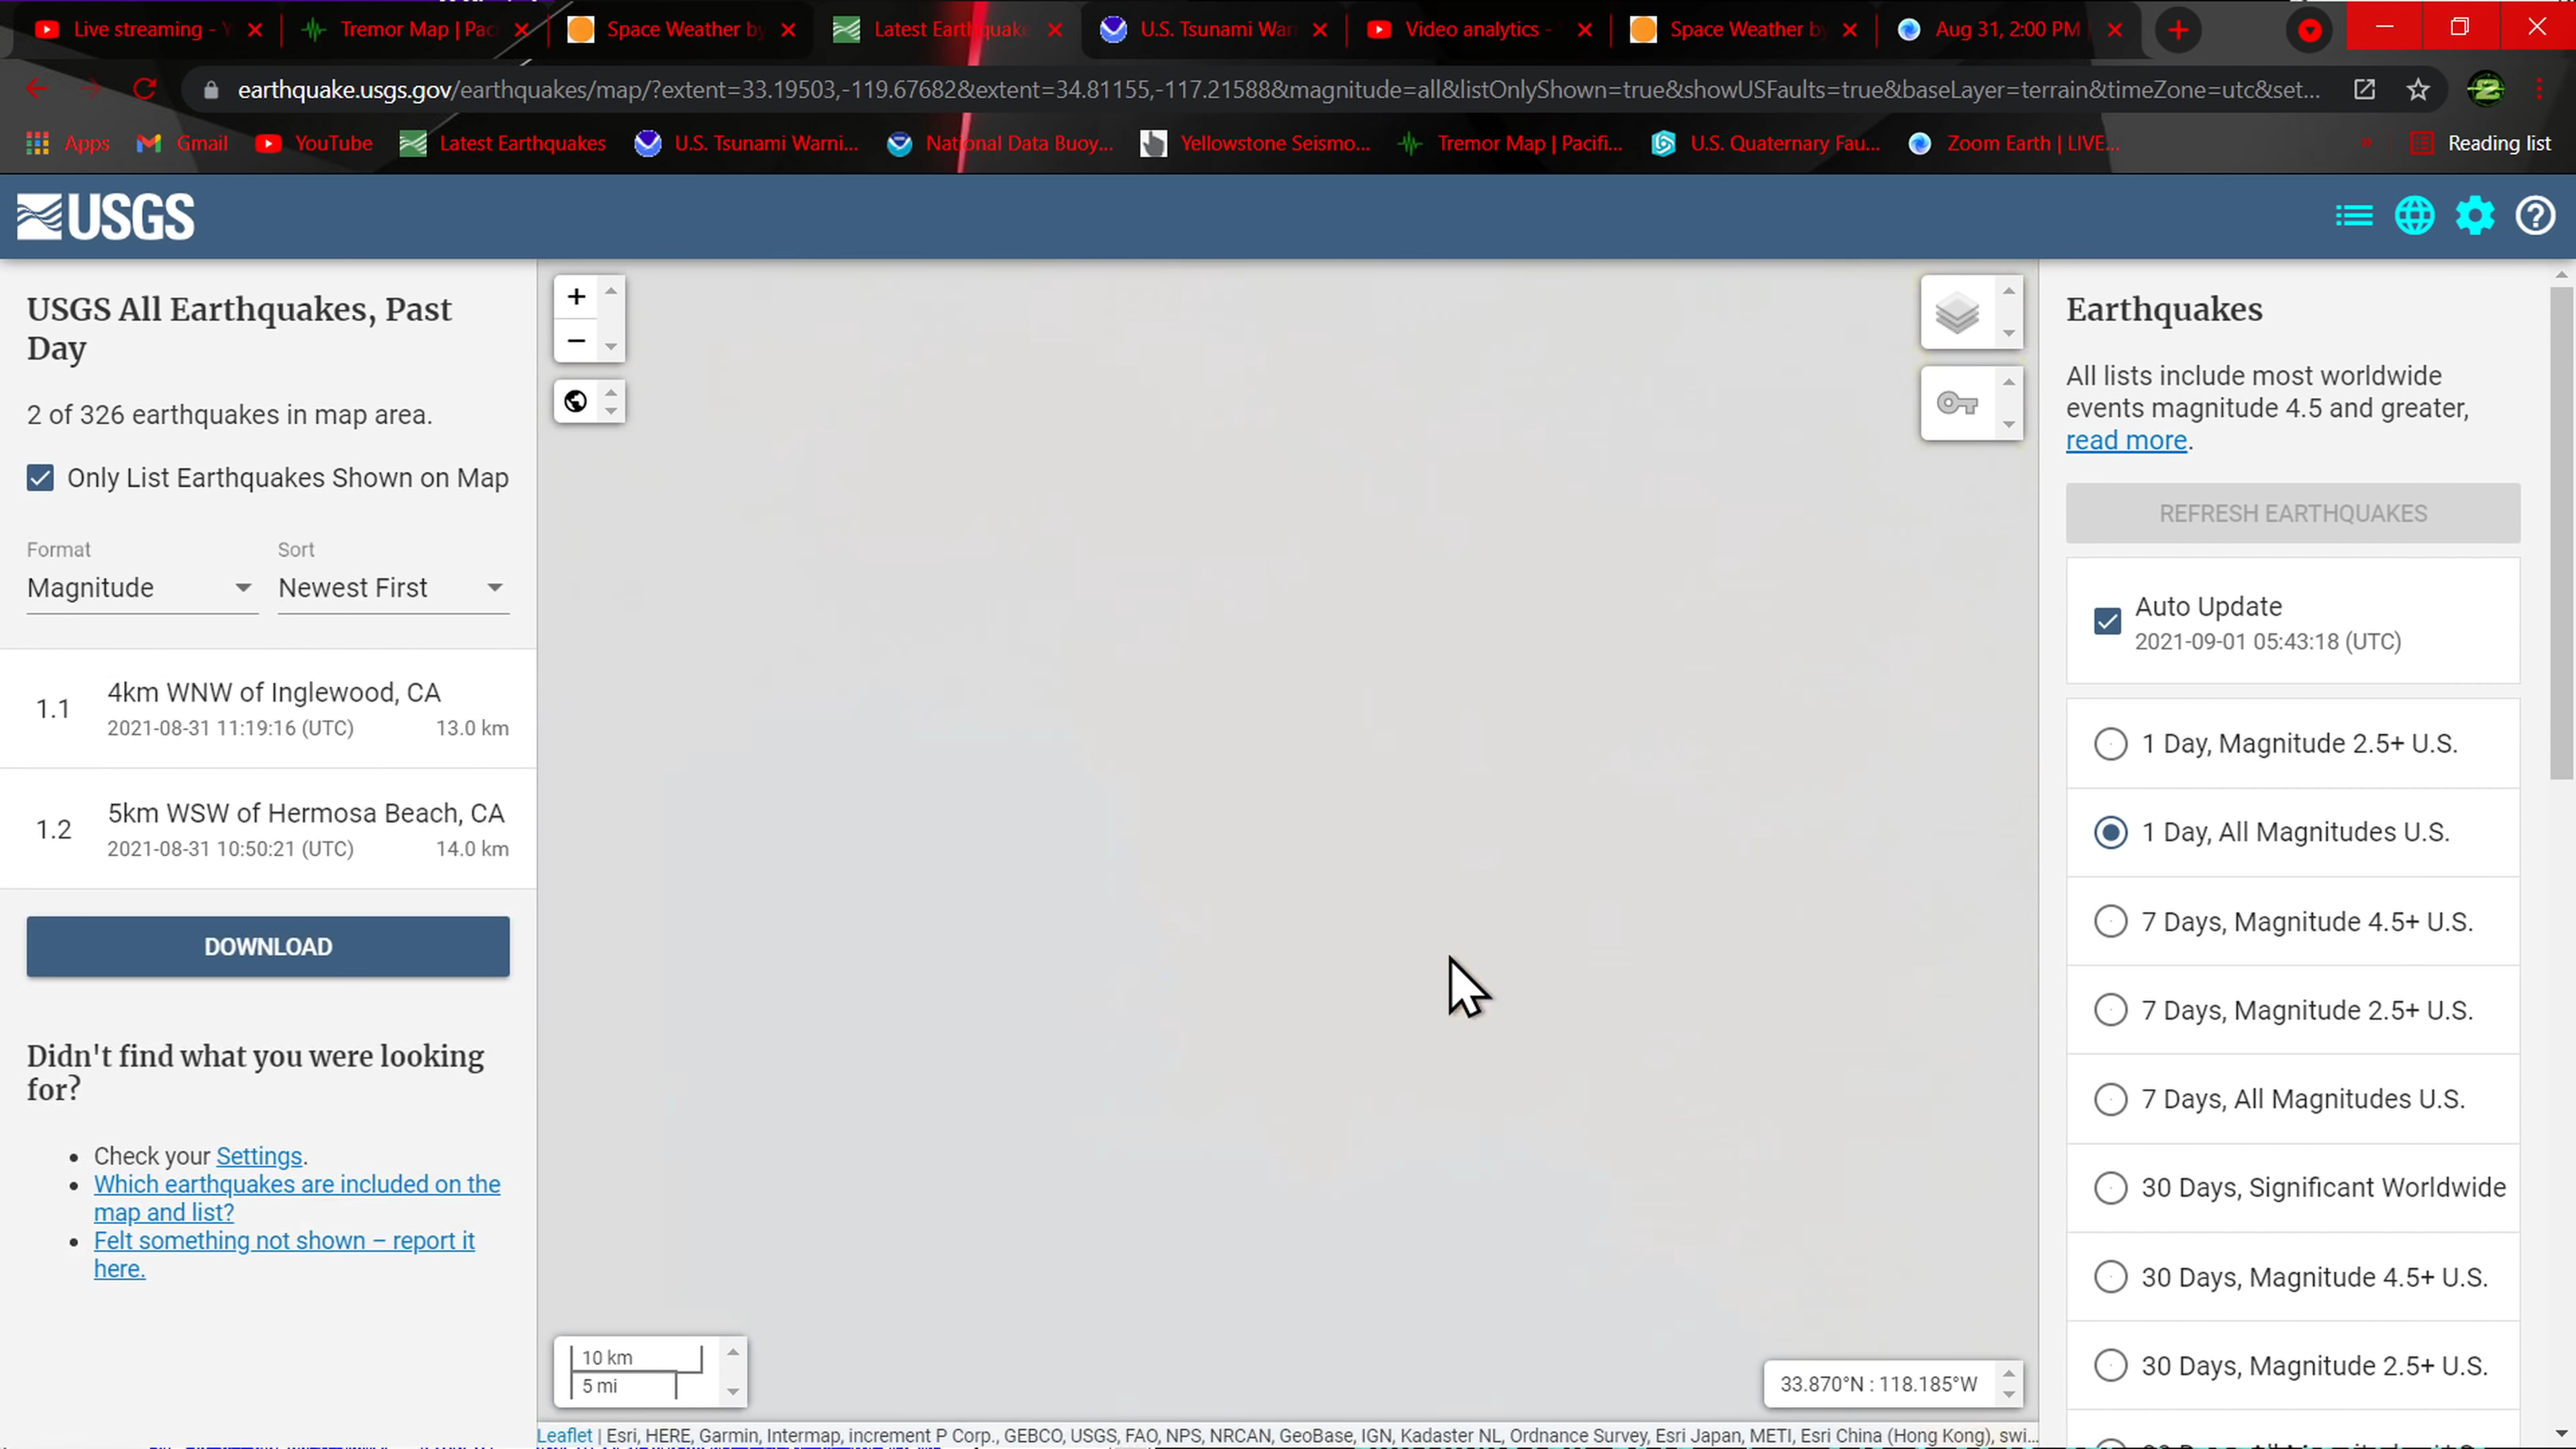 Live streaming - Y
Tremor Map | Paci
Space Weather by
Latest Earthquake
U.S. Tsunami War
Video analytics -
Space Weather by
Aug 31, 2:00 PM
earthquake.usgs.gov/earthquakes/map/?extent=33.19503,-119.67682&extent=34.81155,-117.21588&magnitude=all&listOnlyShown=true&showUSFaults=true&baseLayer=terrain&timeZone=utc&set...
Apps
Gmail
YouTube
Latest Earthquakes
U.S. Tsunami Warni...
National Data Buoy...
Yellowstone Seismo...
Tremor Map | Pacifi...
U.S. Quaternary Fau...
Zoom Earth | LIVE...
»
Reading list
USGS
USGS All Earthquakes, Past
Day
2 of 326 earthquakes in map area.
Only List Earthquakes Shown on Map
Format
Sort
Magnitude
Newest First
1.1
4km WNW of Inglewood, CA
2021-08-31 11:19:16 (UTC)
13.0 km
1.2
5km WSW of Hermosa Beach, CA
2021-08-31 10:50:21 (UTC)
14.0 km
DOWNLOAD
Didn't find what you were looking
for?
• Check your Settings.
• Which earthquakes are included on the
map and list?
• Felt something not shown – report it
here.
+
−
10 km
5 mi
33.870°N : 118.185°W
Leaflet | Esri, HERE, Garmin, Intermap, increment P Corp., GEBCO, USGS, FAO, NPS, NRCAN, GeoBase, IGN, Kadaster NL, Ordnance Survey, Esri Japan, METI, Esri China (Hong Kong), swi...
Earthquakes
All lists include most worldwide
events magnitude 4.5 and greater,
read more.
REFRESH EARTHQUAKES
Auto Update
2021-09-01 05:43:18 (UTC)
1 Day, Magnitude 2.5+ U.S.
1 Day, All Magnitudes U.S.
7 Days, Magnitude 4.5+ U.S.
7 Days, Magnitude 2.5+ U.S.
7 Days, All Magnitudes U.S.
30 Days, Significant Worldwide
30 Days, Magnitude 4.5+ U.S.
30 Days, Magnitude 2.5+ U.S.